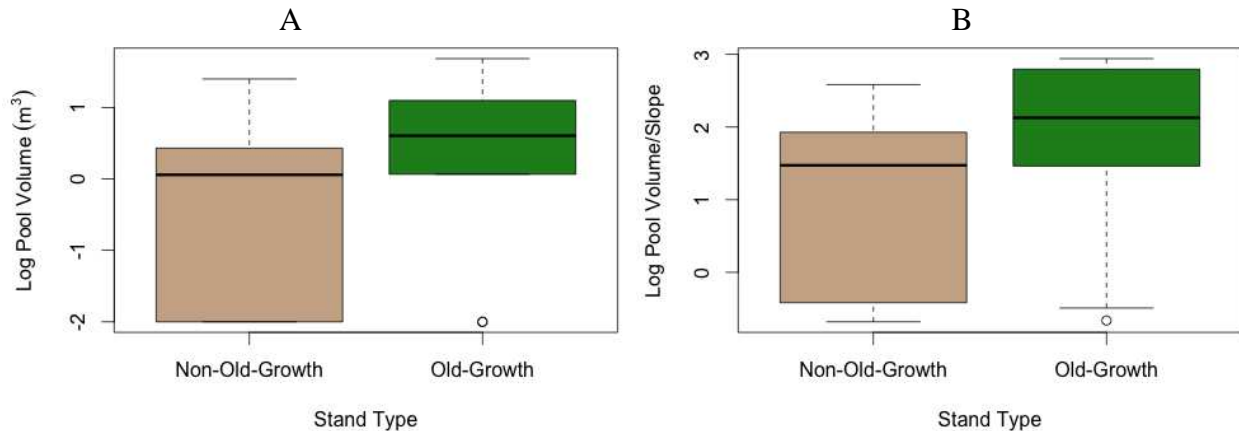 A
Log Pool Volume (m³)
1
0
-1
-2
Non-Old-Growth Old-Growth
Stand Type
B
Log Pool Volume/Slope
3
2
1
0
Non-Old-Growth Old-Growth
Stand Type